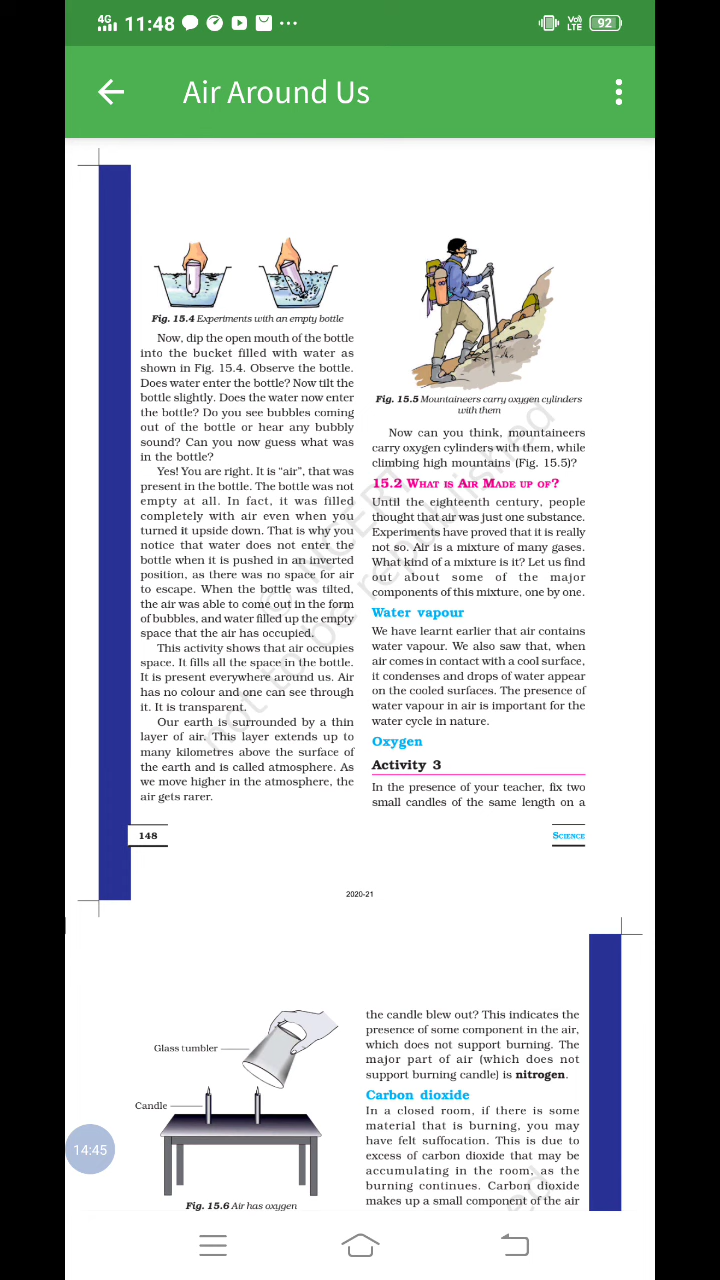 4G 11:48
Vo) LTE 92
Air Around Us
Fig. 15.4 Experiments with an empty bottle
Now, dip the open mouth of the bottle
into the bucket filled with water as
shown in Fig. 15.4. Observe the bottle.
Does water enter the bottle? Now tilt the
bottle slightly. Does the water now enter
the bottle? Do you see bubbles coming
out of the bottle or hear any bubbly
sound? Can you now guess what was
in the bottle?
Yes! You are right. It is “air”, that was
present in the bottle. The bottle was not
empty at all. In fact, it was filled
completely with air even when you
turned it upside down. That is why you
notice that water does not enter the
bottle when it is pushed in an inverted
position, as there was no space for air
to escape. When the bottle was tilted,
the air was able to come out in the form
of bubbles, and water filled up the empty
space that the air has occupied.
This activity shows that air occupies
space. It fills all the space in the bottle.
It is present everywhere around us. Air
has no colour and one can see through
it. It is transparent.
Our earth is surrounded by a thin
layer of air. This layer extends up to
many kilometres above the surface of
the earth and is called atmosphere. As
we move higher in the atmosphere, the
air gets rarer.
Fig. 15.5 Mountaineers carry oxygen cylinders
with them
Now can you think, mountaineers
carry oxygen cylinders with them, while
climbing high mountains (Fig. 15.5)?
15.2 WHAT IS AIR MADE UP OF?
Until the eighteenth century, people
thought that air was just one substance.
Experiments have proved that it is really
not so. Air is a mixture of many gases.
What kind of a mixture is it? Let us find
out about some of the major
components of this mixture, one by one.
Water vapour
We have learnt earlier that air contains
water vapour. We also saw that, when
air comes in contact with a cool surface,
it condenses and drops of water appear
on the cooled surfaces. The presence of
water vapour in air is important for the
water cycle in nature.
Oxygen
Activity 3
In the presence of your teacher, fix two
small candles of the same length on a
© NCERT
not to be republished
148
SCIENCE
2020-21
Glass tumbler
Candle
Fig. 15.6 Air has oxygen
the candle blew out? This indicates the
presence of some component in the air,
which does not support burning. The
major part of air (which does not
support burning candle) is nitrogen.
Carbon dioxide
In a closed room, if there is some
material that is burning, you may
have felt suffocation. This is due to
excess of carbon dioxide that may be
accumulating in the room, as the
burning continues. Carbon dioxide
makes up a small component of the air
14:45